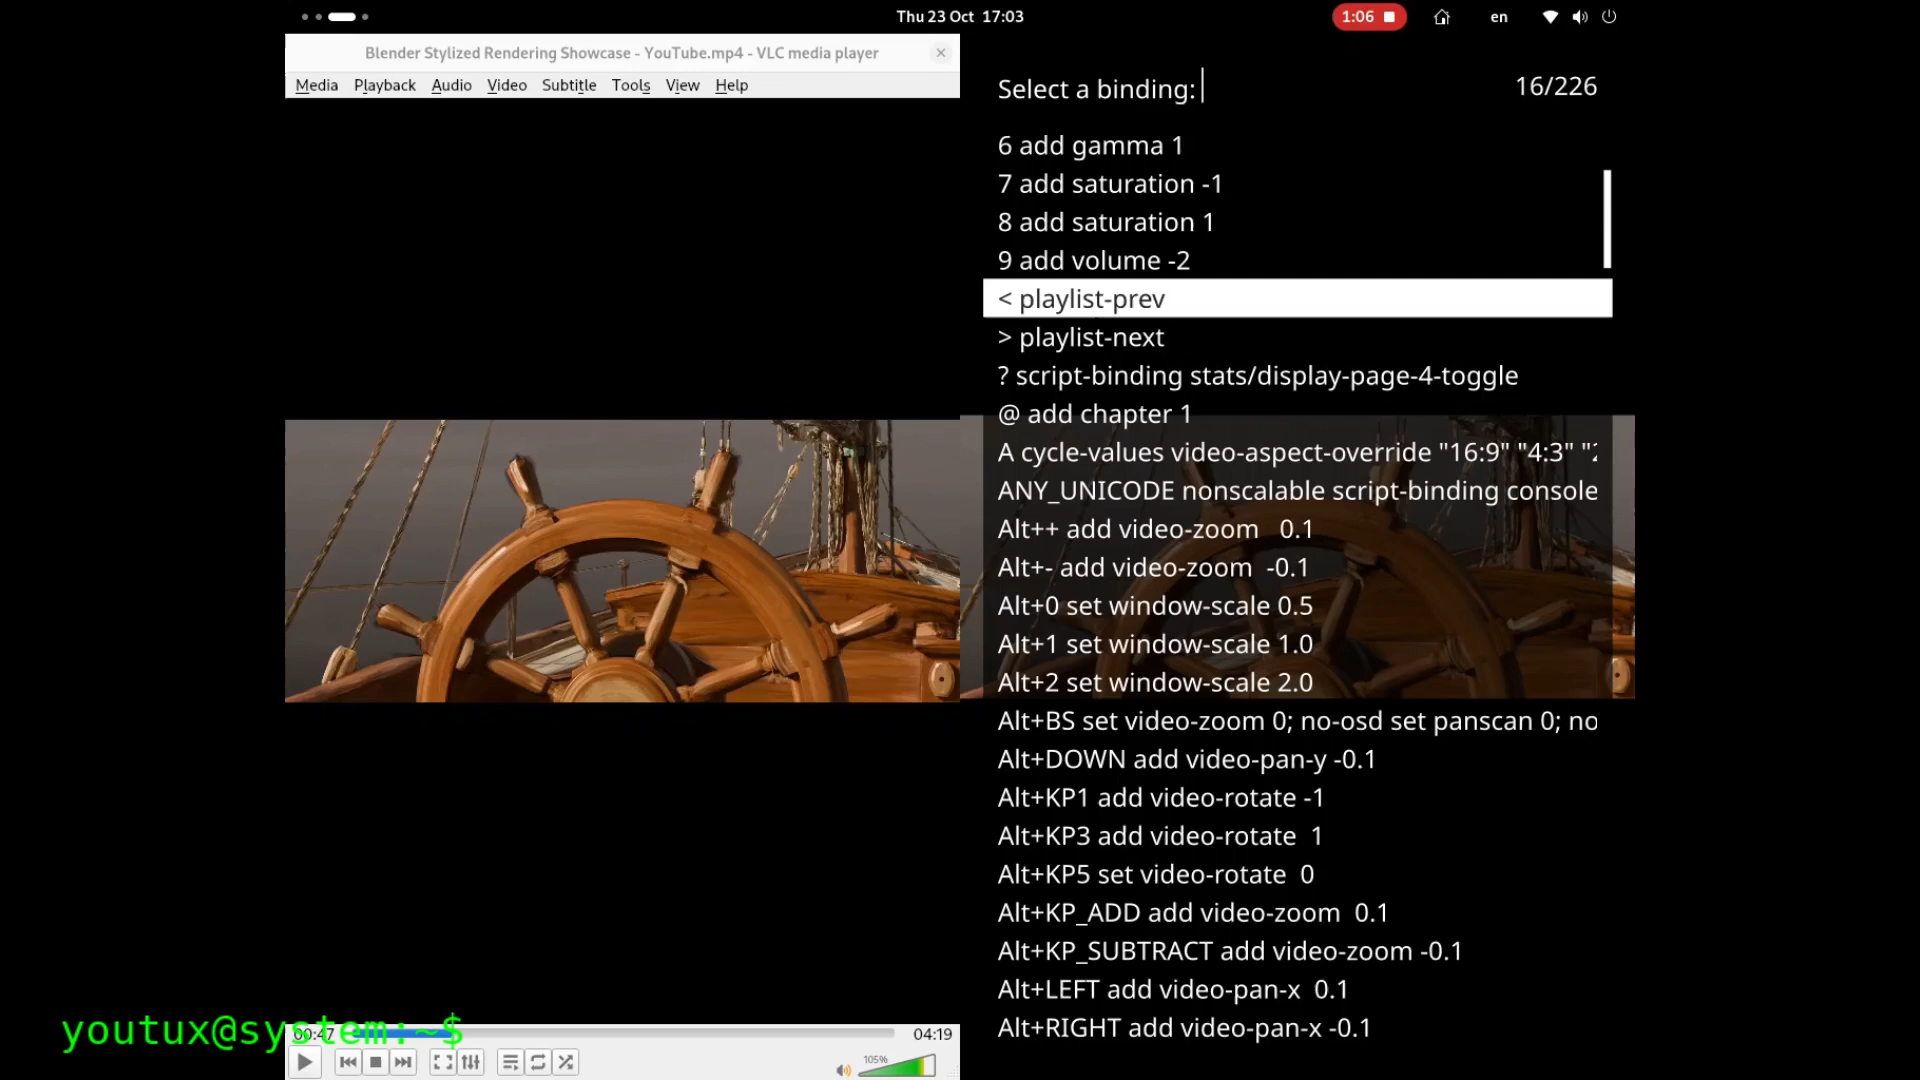 Thu 23 Oct 17:03
1:06
en
Blender Stylized Rendering Showcase - YouTube.mp4 - VLC media player
Media Playback Audio Video Subtitle Tools View Help
Select a binding:
16/226
6 add gamma 1
7 add saturation -1
8 add saturation 1
9 add volume -2
< playlist-prev
> playlist-next
? script-binding stats/display-page-4-toggle
@ add chapter 1
A cycle-values video-aspect-override "16:9" "4:3" "2
ANY_UNICODE nonscalable script-binding console
Alt++ add video-zoom 0.1
Alt+- add video-zoom -0.1
Alt+0 set window-scale 0.5
Alt+1 set window-scale 1.0
Alt+2 set window-scale 2.0
Alt+BS set video-zoom 0; no-osd set panscan 0; no
Alt+DOWN add video-pan-y -0.1
Alt+KP1 add video-rotate -1
Alt+KP3 add video-rotate 1
Alt+KP5 set video-rotate 0
Alt+KP_ADD add video-zoom 0.1
Alt+KP_SUBTRACT add video-zoom -0.1
Alt+LEFT add video-pan-x 0.1
Alt+RIGHT add video-pan-x -0.1
youtux@system:~$
00:47
04:19
105%